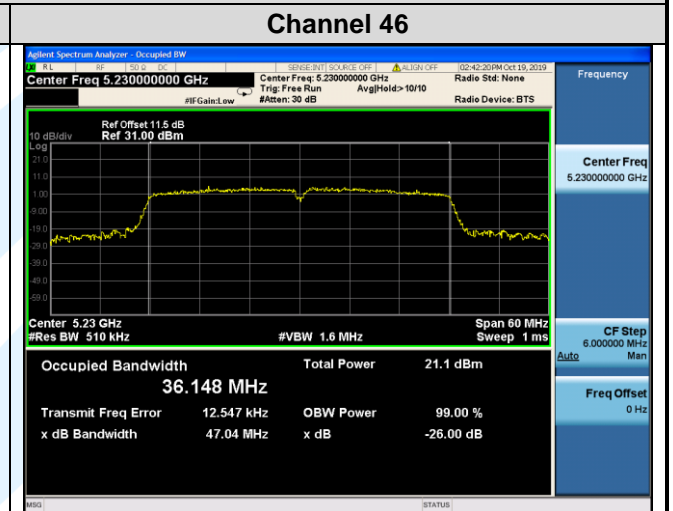 Channel 46
Agilent Spectrum Analyzer - Occupied BW
RL RF 50 Ω DC SENSE:INT SOURCE OFF ALIGN OFF 02:42:20 PM Oct 19, 2019
Center Freq 5.230000000 GHz
Center Freq: 5.230000000 GHz
Radio Std: None
Trig: Free Run Avg|Hold:>10/10
#IFGain:Low #Atten: 30 dB Radio Device: BTS
Frequency
Ref Offset 11.5 dB
10 dB/div Ref 31.00 dBm
Log
21.0
11.0
1.00
-9.00
-19.0
-29.0
-39.0
-49.0
-59.0
Center 5.23 GHz Span 60 MHz
#Res BW 510 kHz #VBW 1.6 MHz Sweep 1 ms
Occupied Bandwidth Total Power 21.1 dBm
36.148 MHz
Transmit Freq Error 12.547 kHz OBW Power 99.00 %
x dB Bandwidth 47.04 MHz x dB -26.00 dB
Center Freq
5.230000000 GHz
CF Step
6.000000 MHz
Auto Man
Freq Offset
0 Hz
MSG STATUS